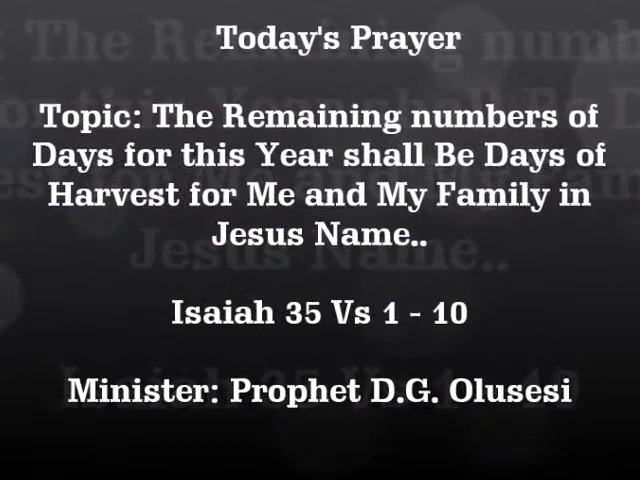 Today's Prayer
Topic: The Remaining numbers of
Days for this Year shall Be Days of
Harvest for Me and My Family in
Jesus Name..
Isaiah 35 Vs 1 - 10
Minister: Prophet D.G. Olusesi